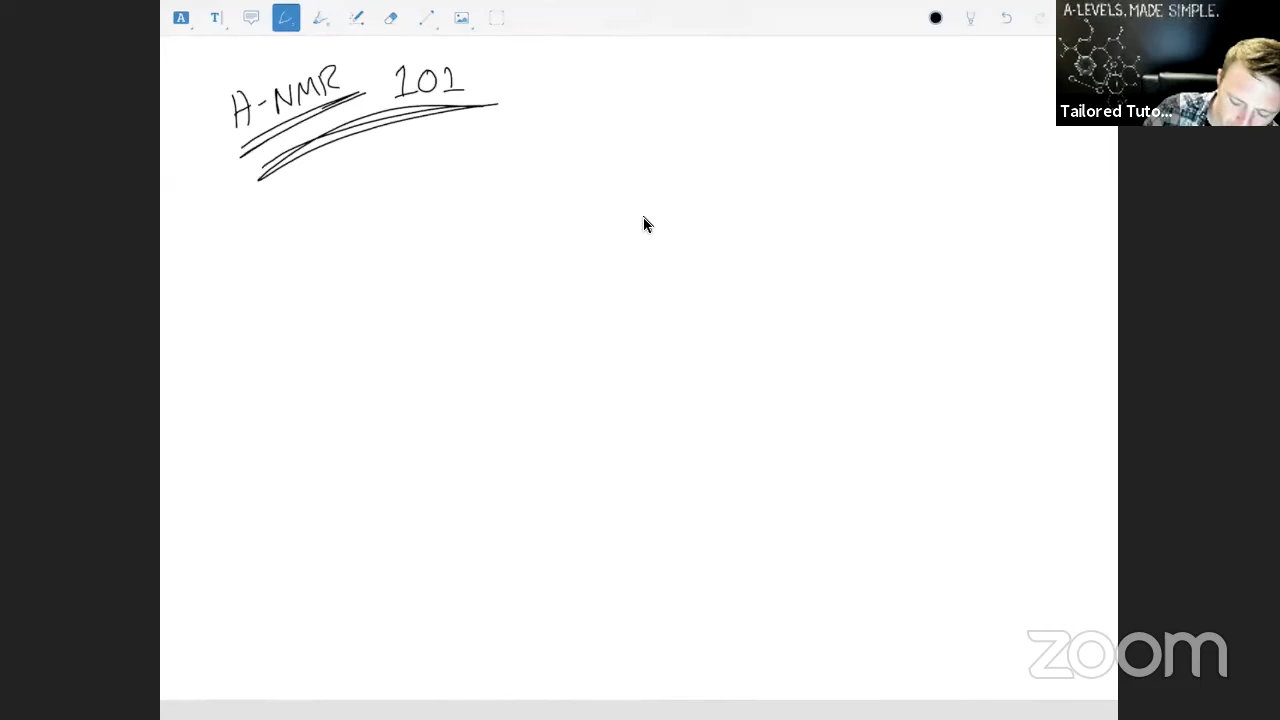 A T
A-LEVELS. MADE SIMPLE.
H-NMR 101
Tailored Tuto...
zoom